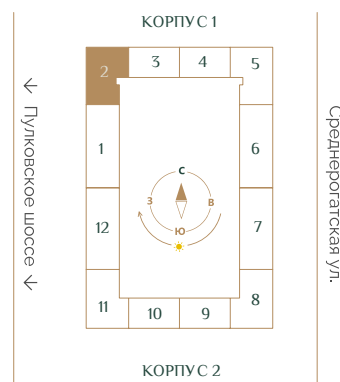 КОРПУС 1
2 3 4 5
← Пулковское шоссе ←
1
6
Среднерогатская ул.
С
З В
Ю
12
7
11 10 9 8
КОРПУС 2